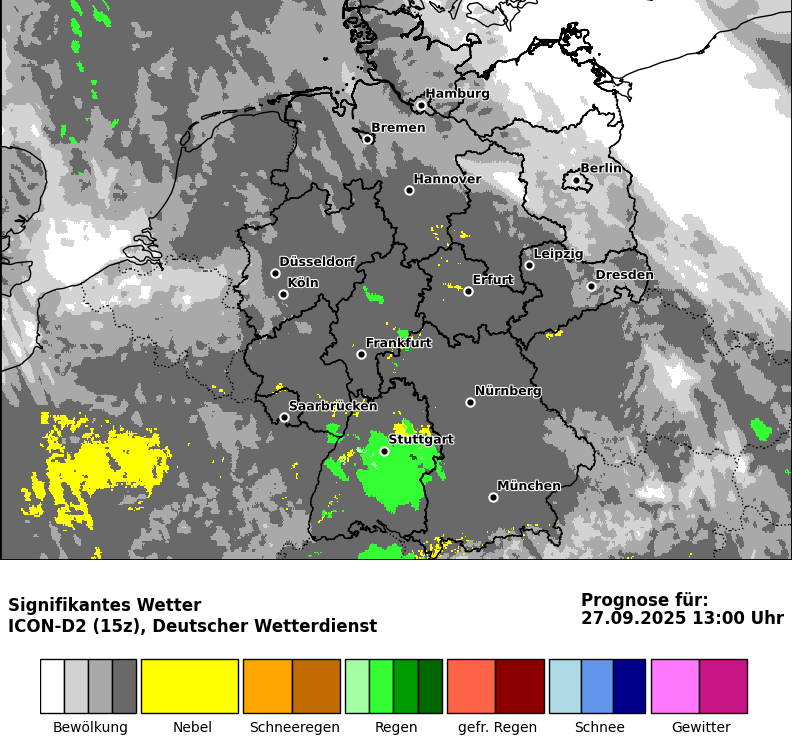 Hamburg
Bremen
Berlin
Hannover
Leipzig
Düsseldorf
Dresden
Köln
Erfurt
Frankfurt
Nürnberg
Saarbrücken
Stuttgart
München
Signifikantes Wetter
ICON-D2 (15z), Deutscher Wetterdienst
Prognose für:
27.09.2025 13:00 Uhr
Bewölkung
Nebel
Schneeregen
Regen
gefr. Regen
Schnee
Gewitter